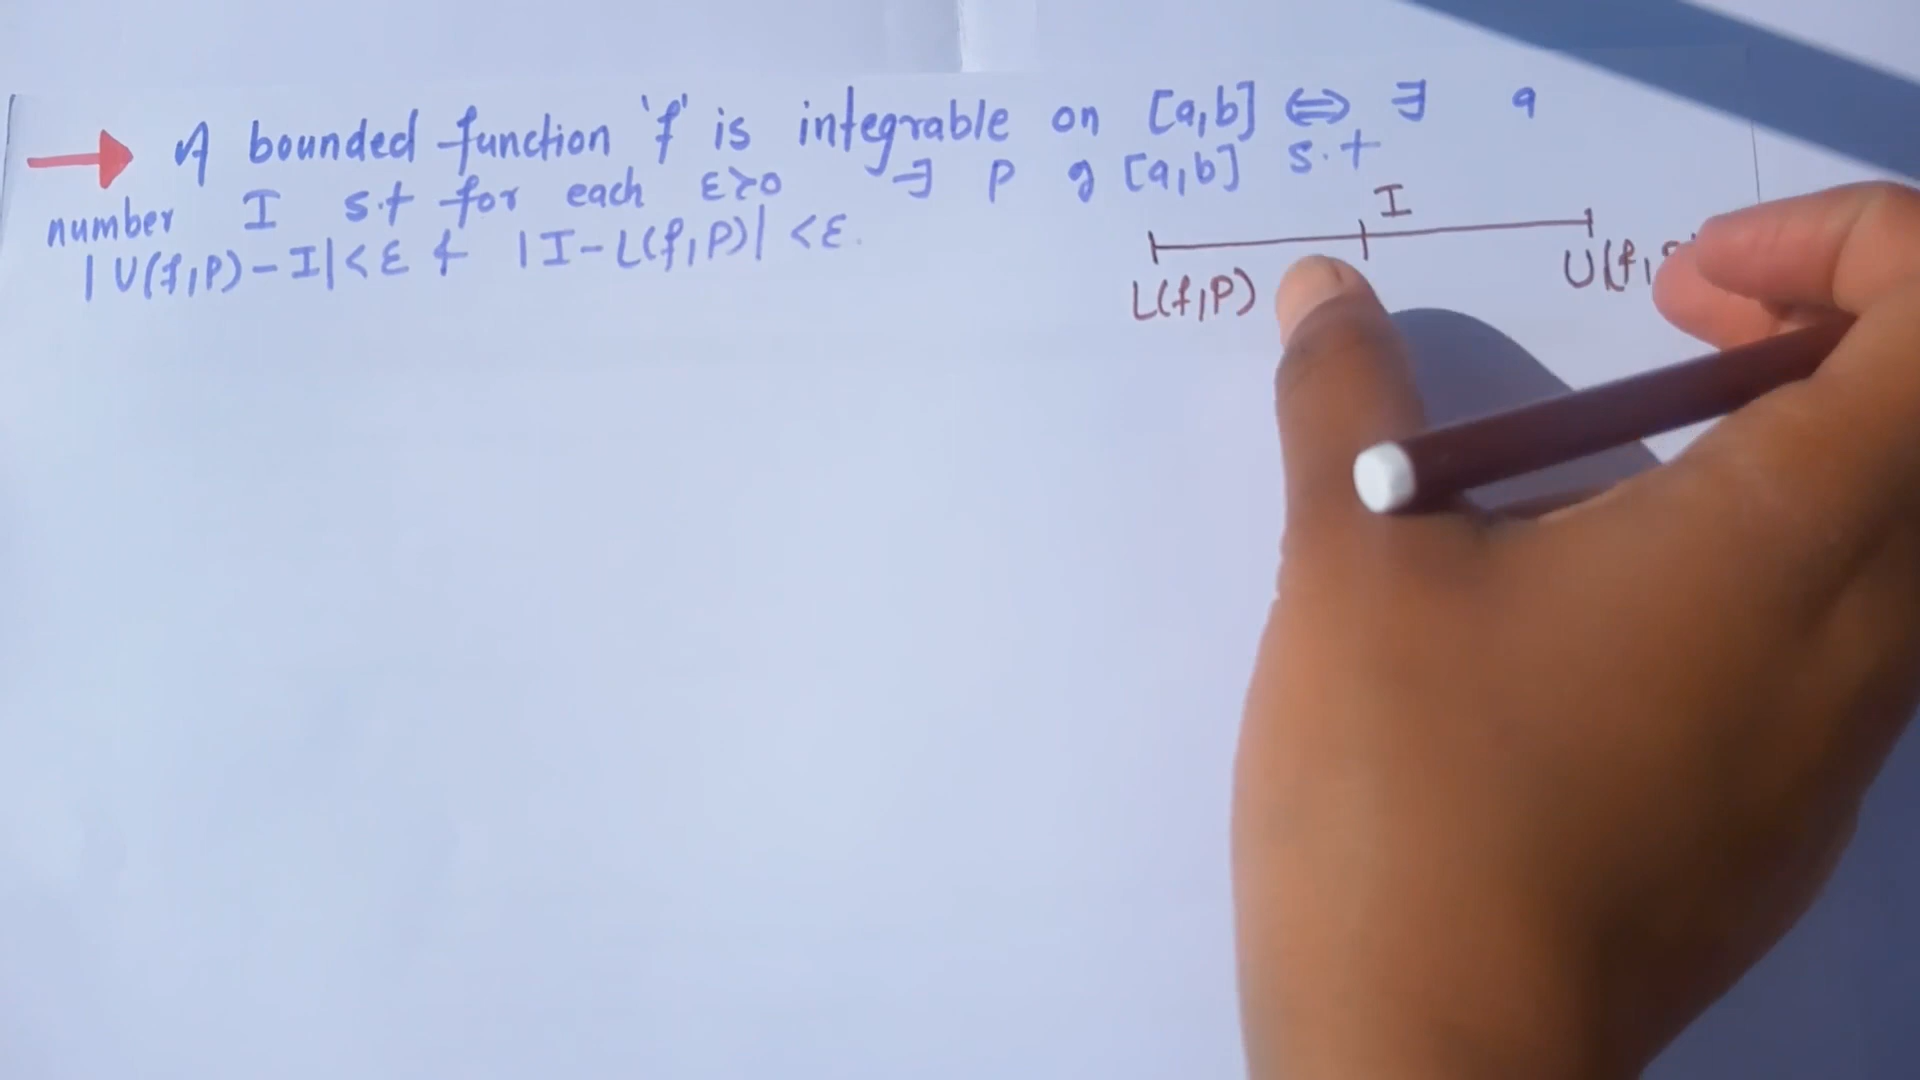 A bounded function 'f' is integrable on [a,b] ⇔ ∃ a
number I s.t for each ε>0 ∃ P of [a,b] s.t
|U(f,P)-I|<ε & |I-L(f,P)|<ε.
I
L(f,P) U(f,